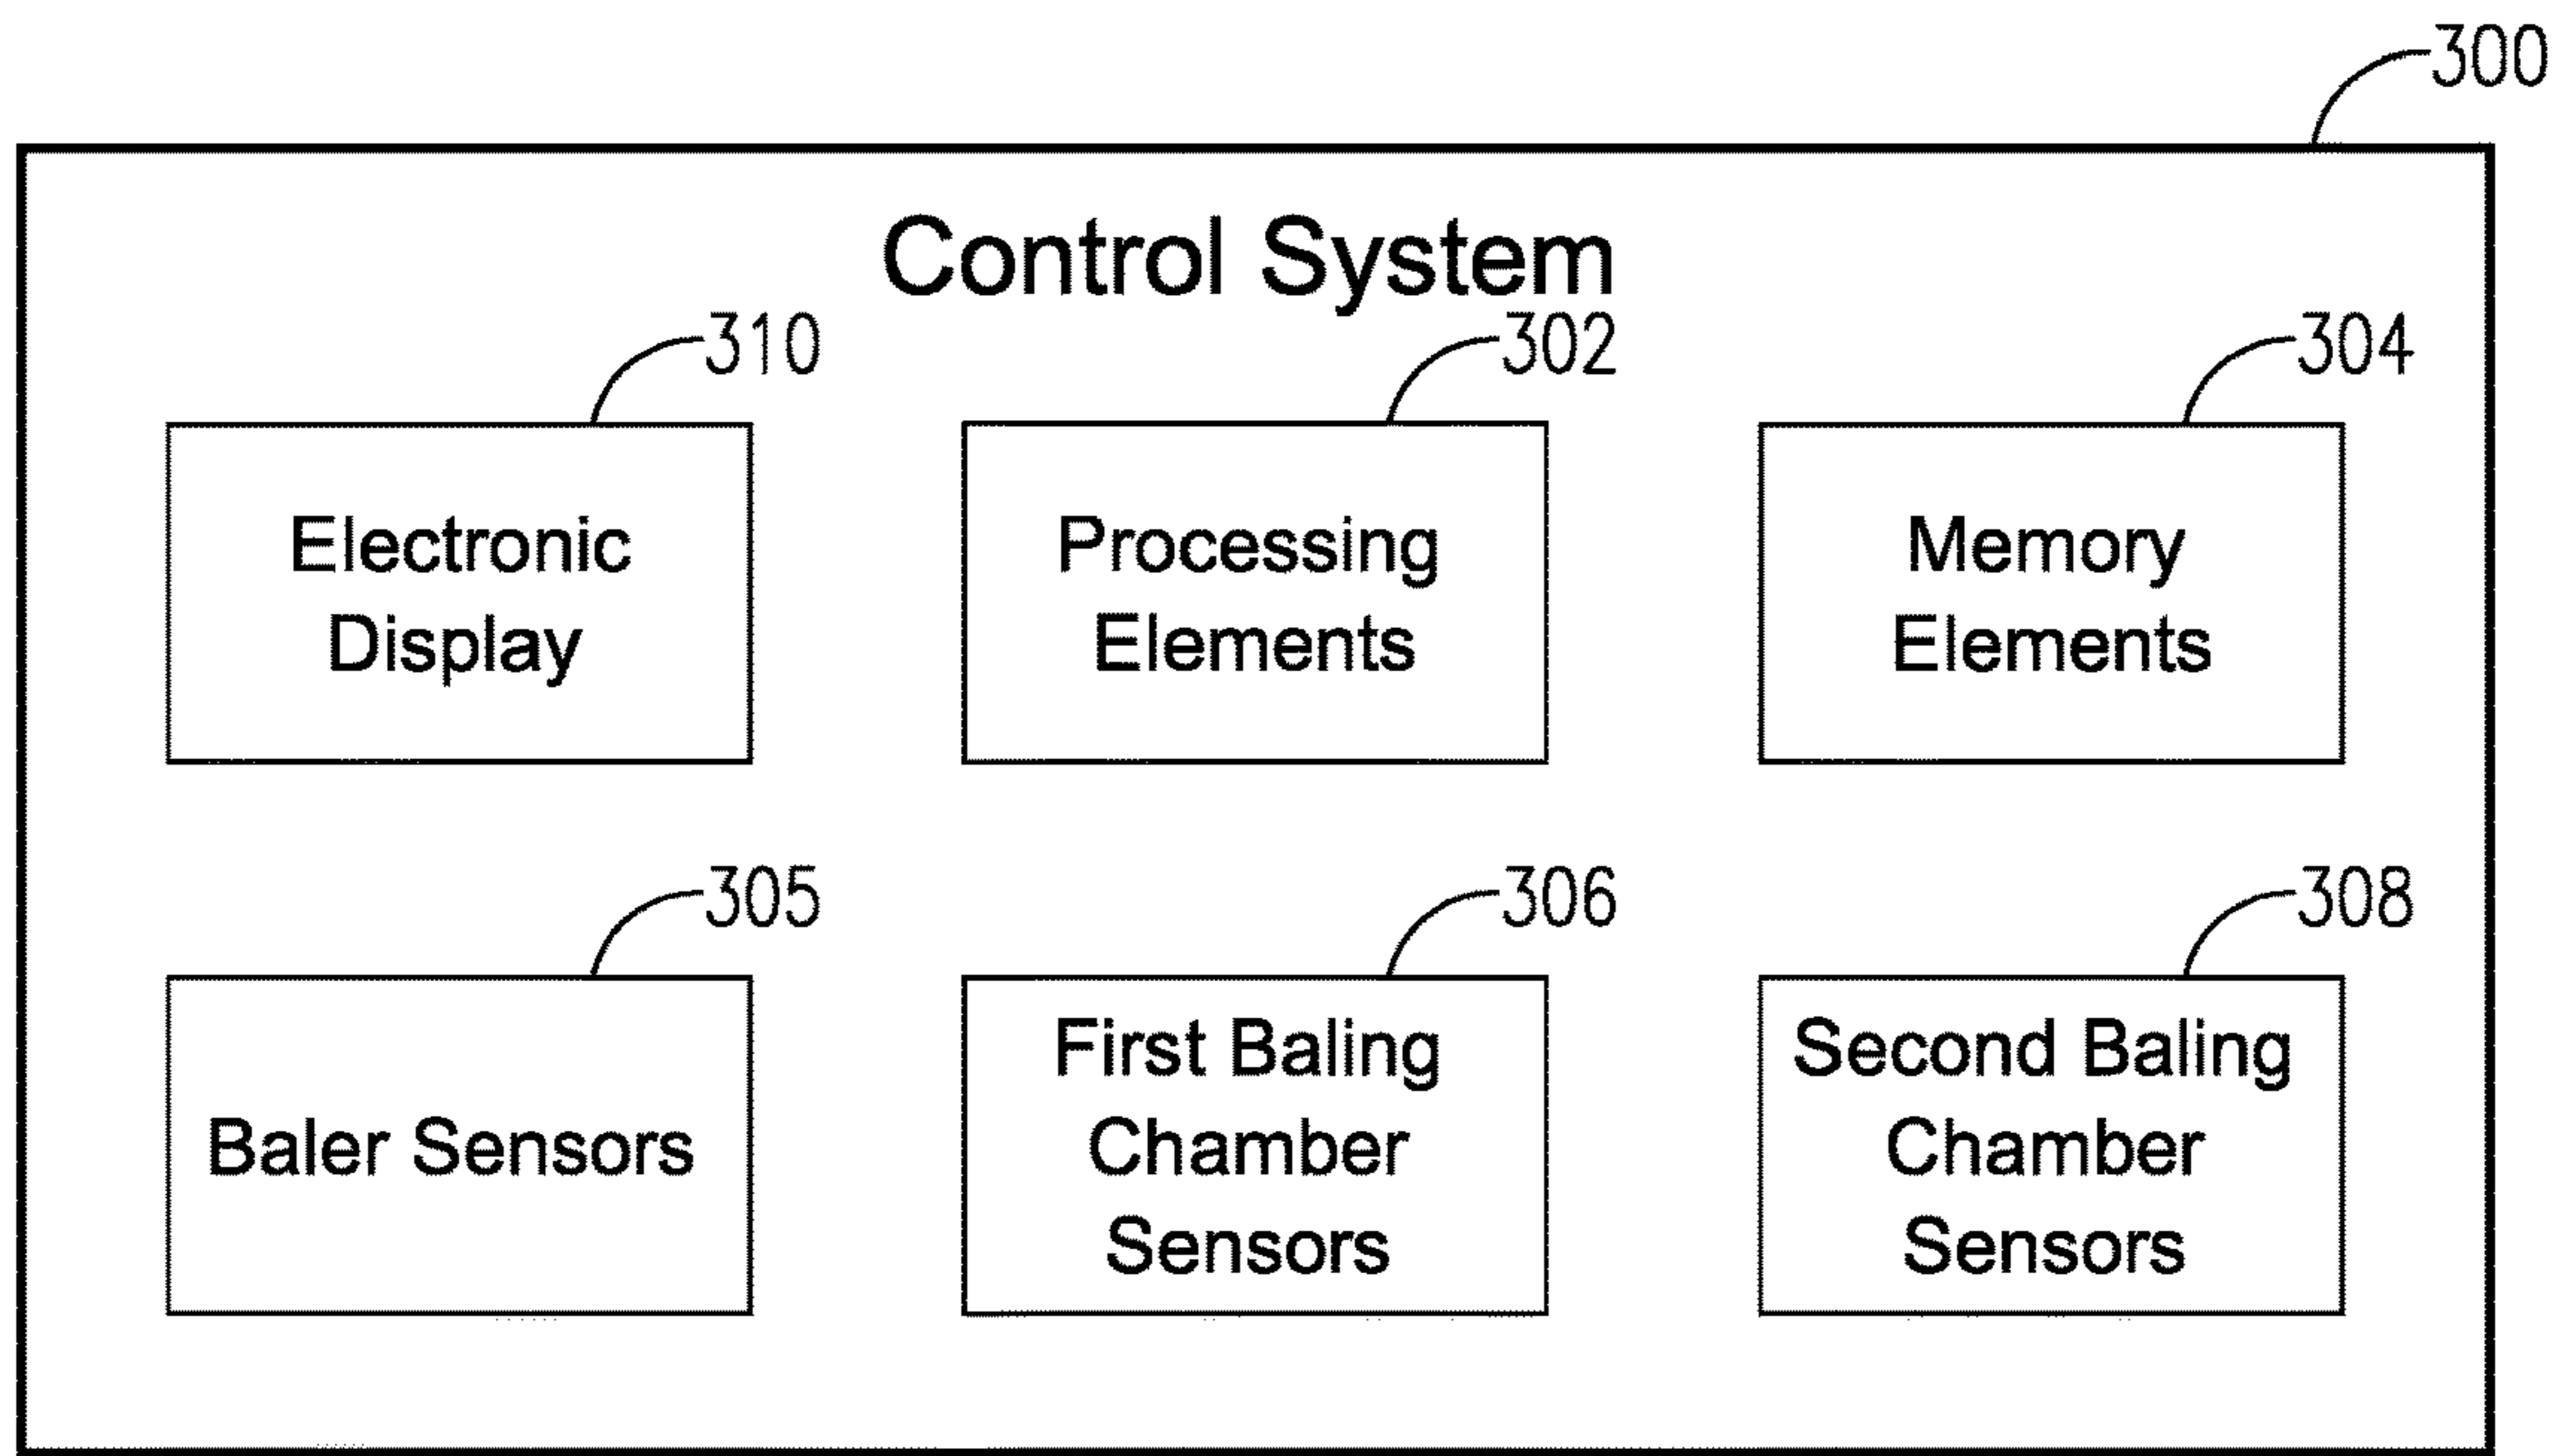 300
Control System
310
302
304
Electronic
Display
Processing
Elements
Memory
Elements
305
306
308
Baler Sensors
First Baling
Chamber
Sensors
Second Baling
Chamber
Sensors